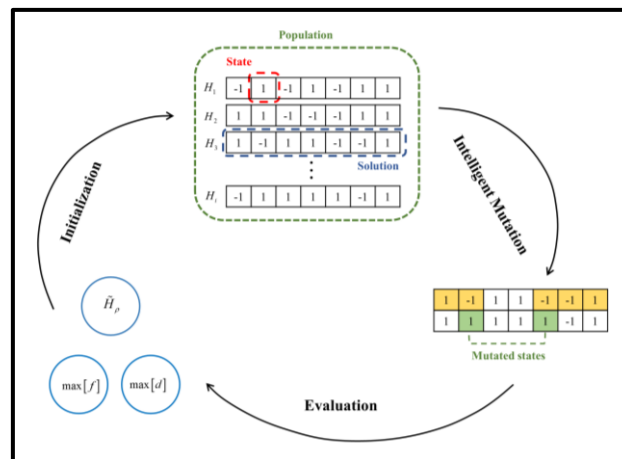 Population
State
H₁ -1 1 -1 1 -1 1 1
H₂ 1 1 -1 -1 -1 1 1
H₃ 1 -1 1 1 -1 -1 1
Solution
⋮
Hᵢ -1 1 1 1 1 -1 1
Initialization
Intelligent Mutation
1 -1 1 1 -1 -1 1
1 1 1 1 1 -1 1
Mutated states
H̃ρ
max[f] max[d]
Evaluation